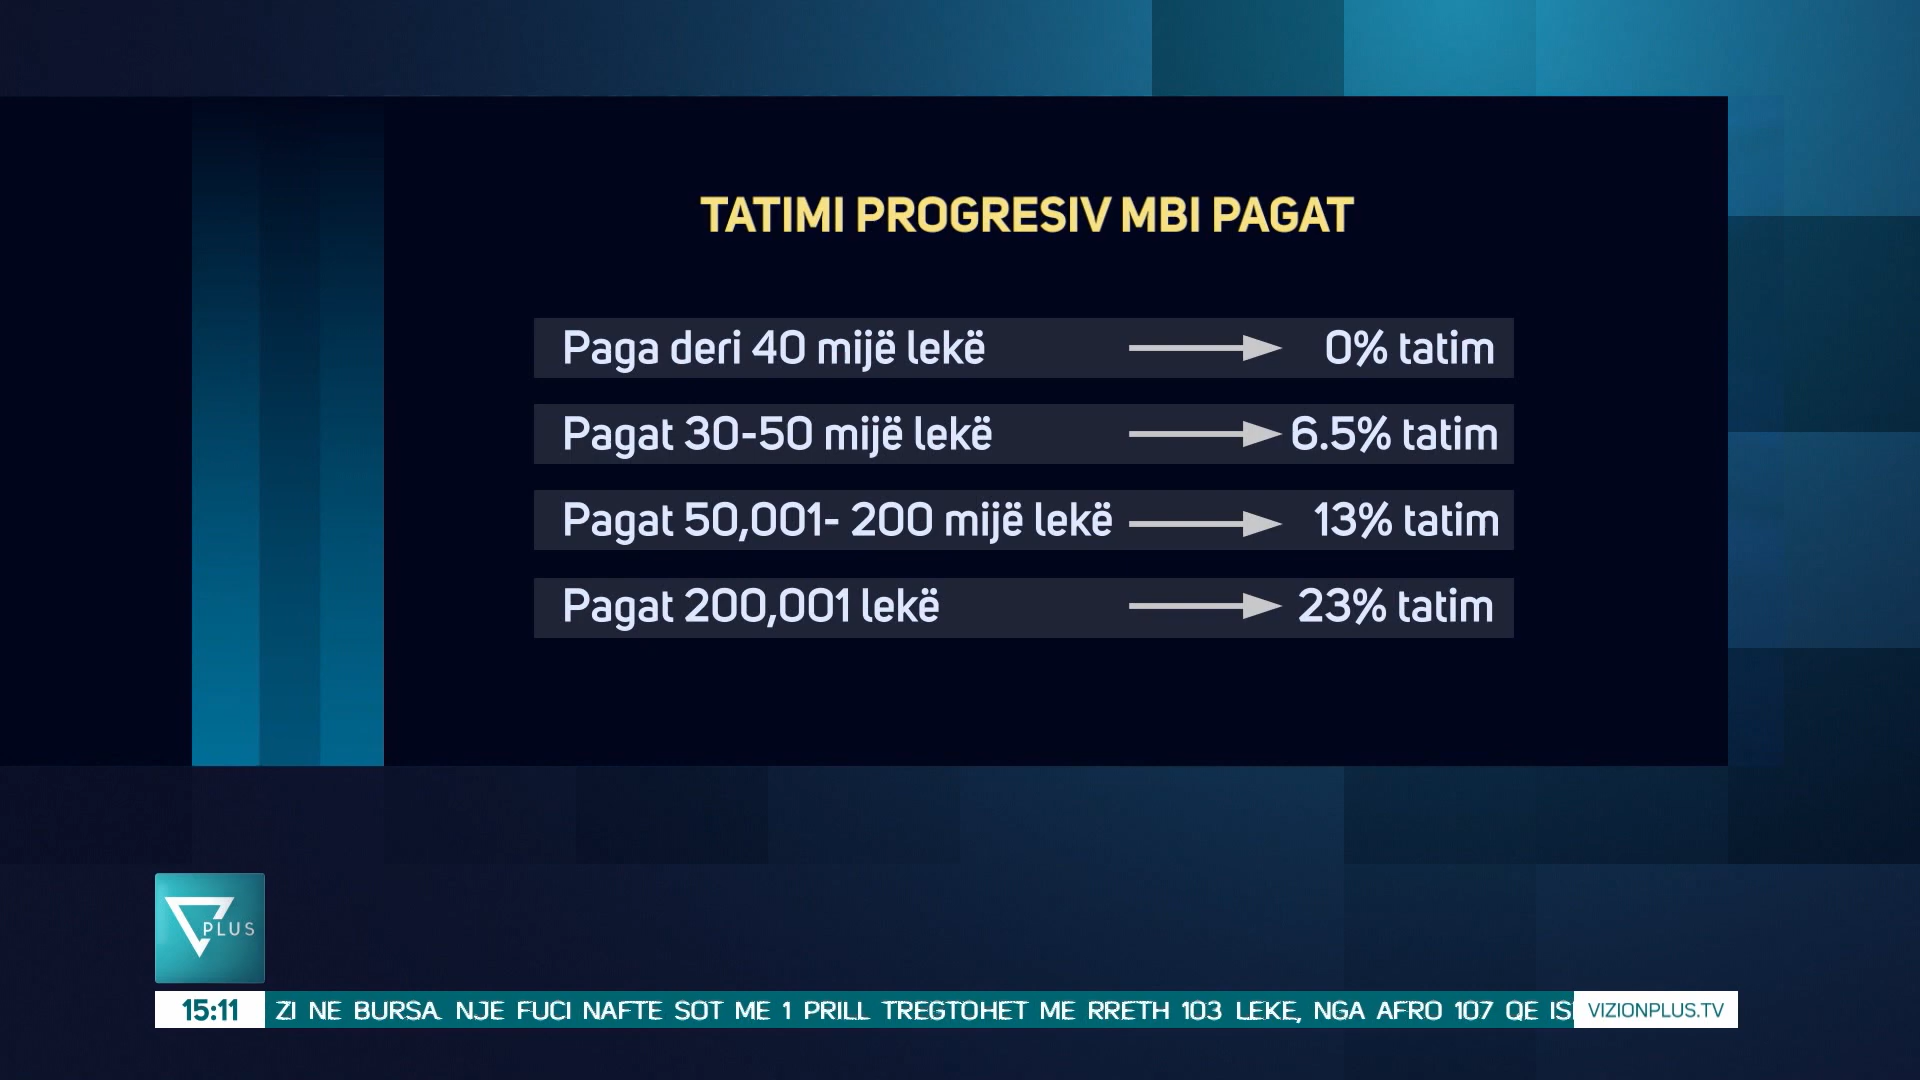 TATIMI PROGRESIV MBI PAGAT
Paga deri 40 mijë lekë 0% tatim
Pagat 30-50 mijë lekë 6.5% tatim
Pagat 50,001- 200 mijë lekë 13% tatim
Pagat 200,001 lekë 23% tatim
PLUS
15:11 ZI NE BURSA. NJE FUCI NAFTE SOT ME 1 PRILL TREGTOHET ME RRETH 103 LEKE, NGA AFRO 107 QE VIZIONPLUS.TV